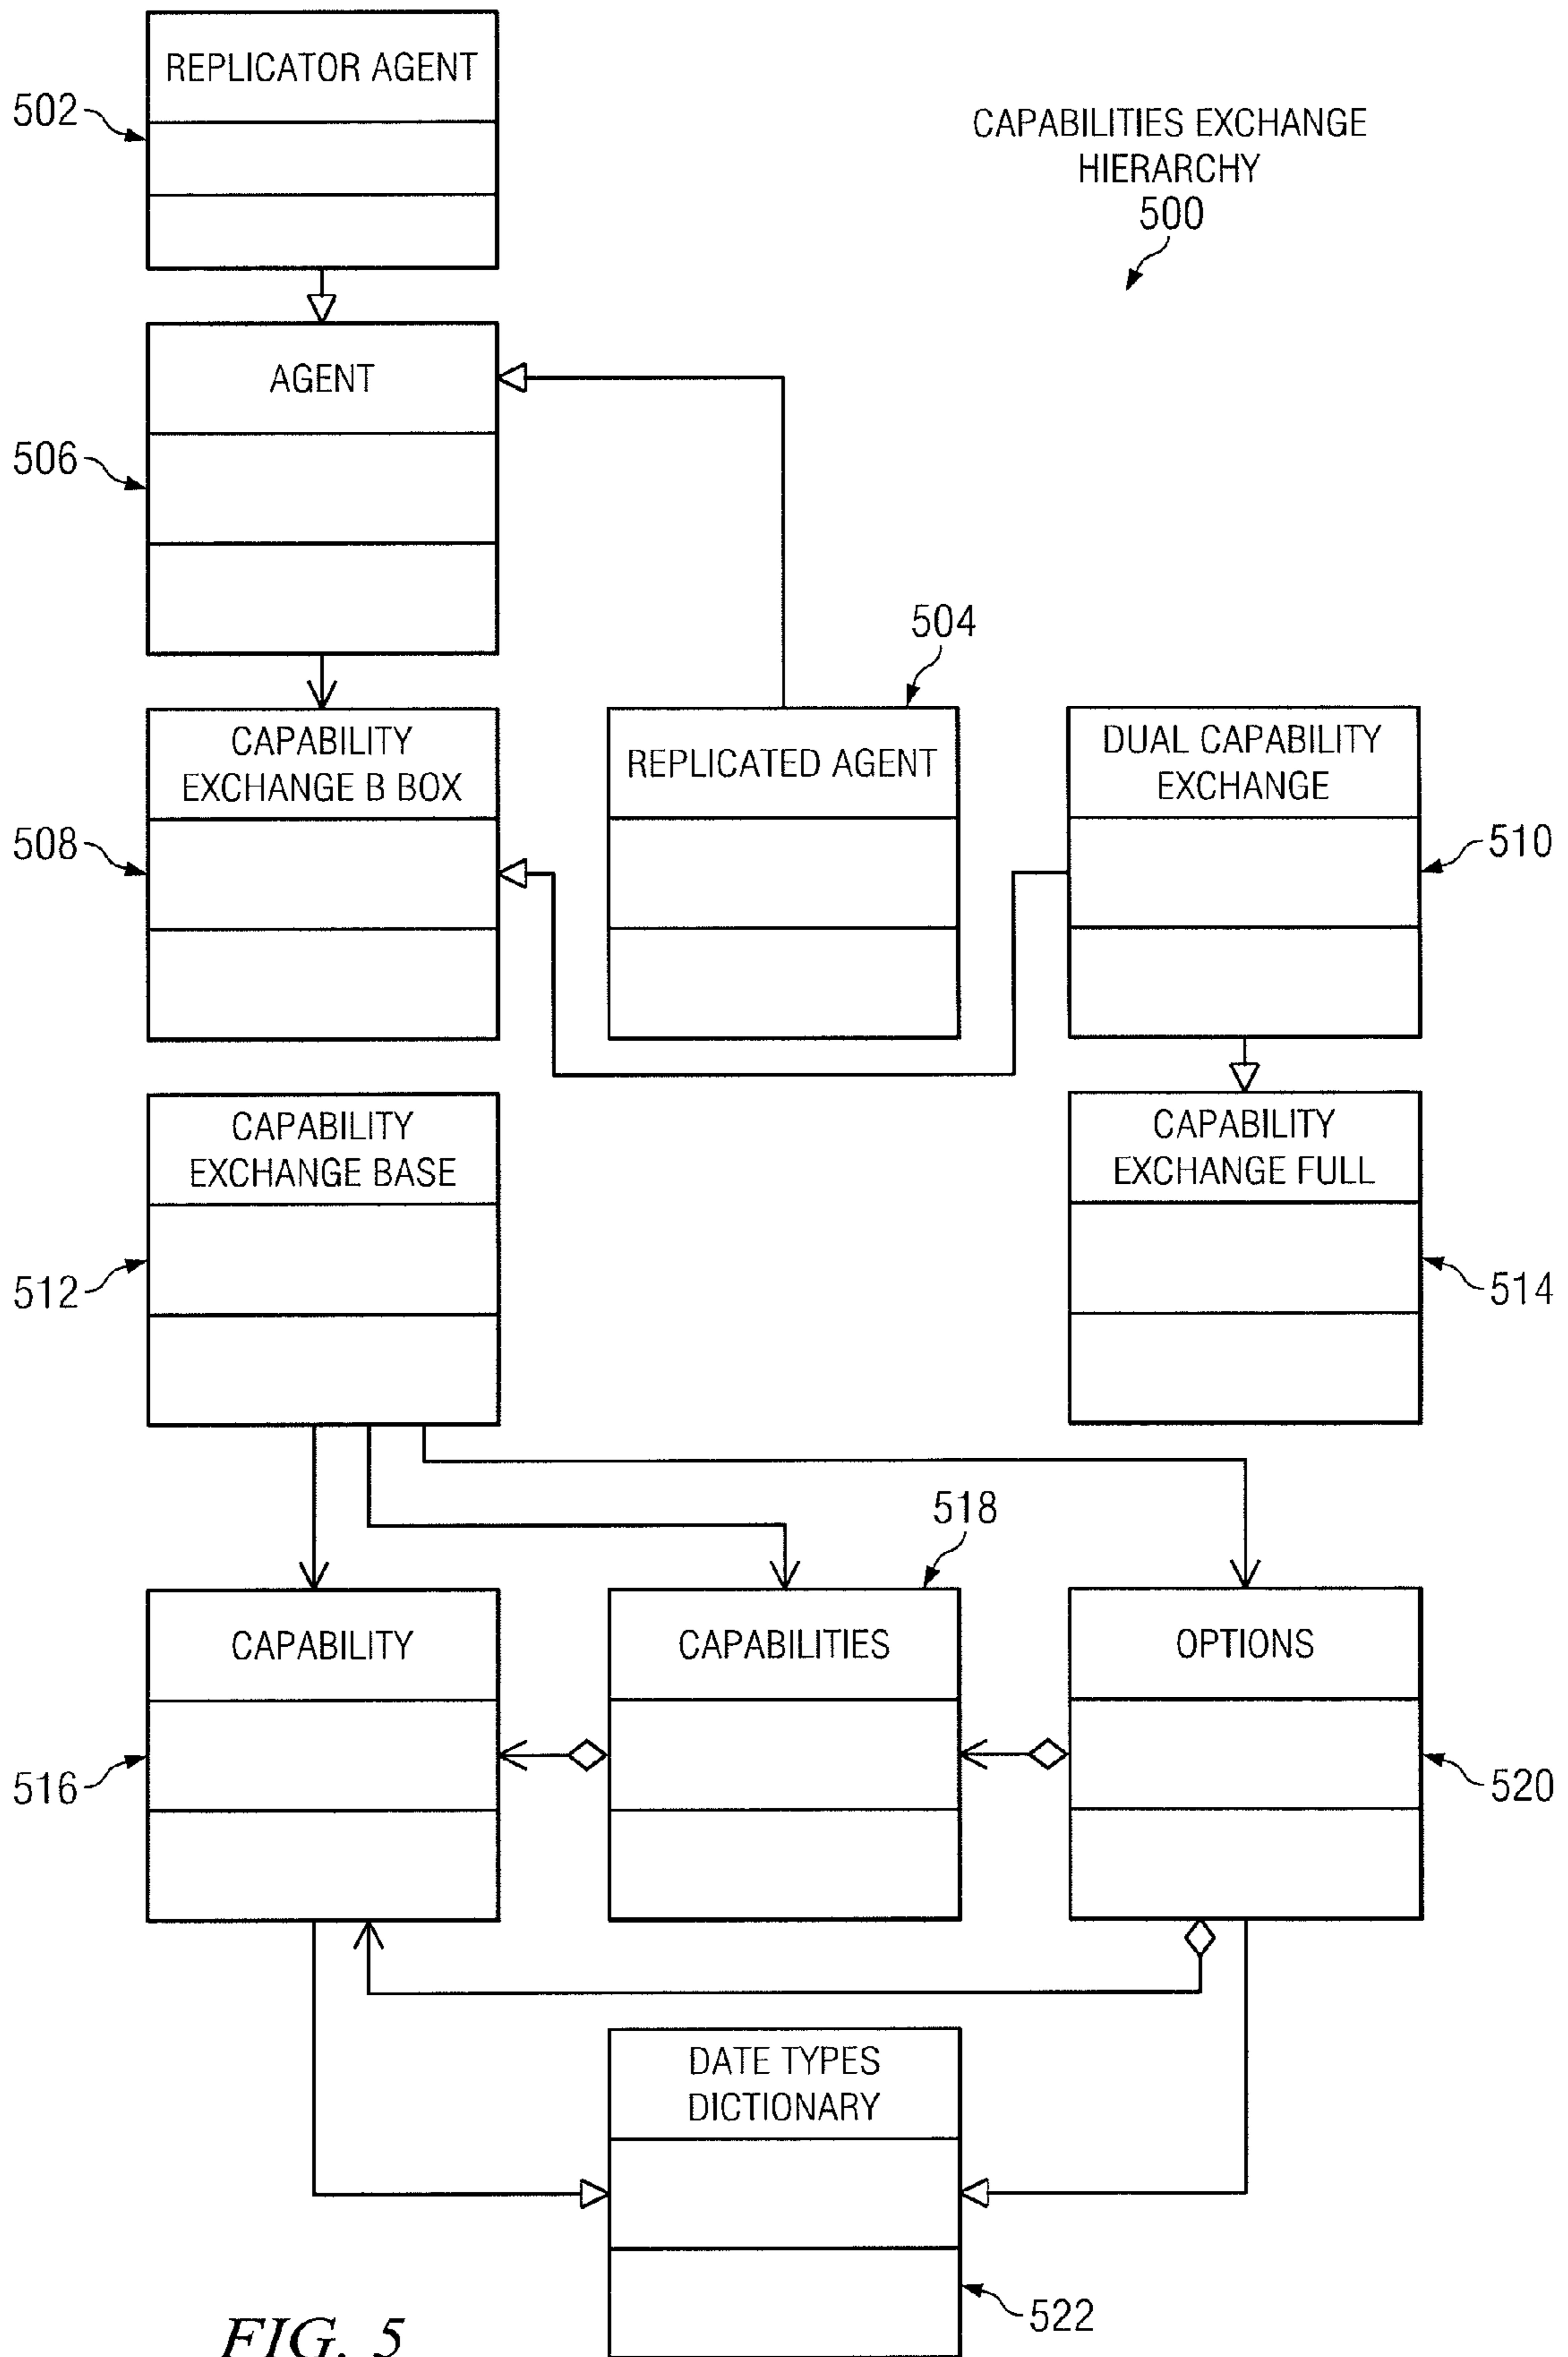 REPLICATOR AGENT
502
CAPABILITIES EXCHANGE
HIERARCHY
500
AGENT
506
504
CAPABILITY
EXCHANGE B BOX
508
REPLICATED AGENT
DUAL CAPABILITY
EXCHANGE
510
CAPABILITY
EXCHANGE BASE
512
CAPABILITY
EXCHANGE FULL
514
518
CAPABILITY
516
CAPABILITIES
OPTIONS
520
DATE TYPES
DICTIONARY
522
FIG. 5